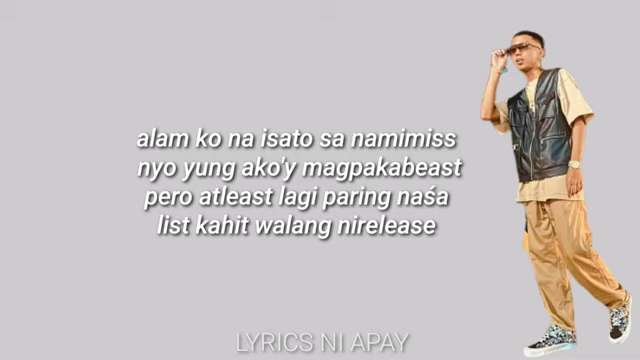 alam ko na isato sa namimiss
nyo yung ako'y magpakabeast
pero atleast lagi paring naśa
list kahit walang nirelease
LYRICS NI APAY